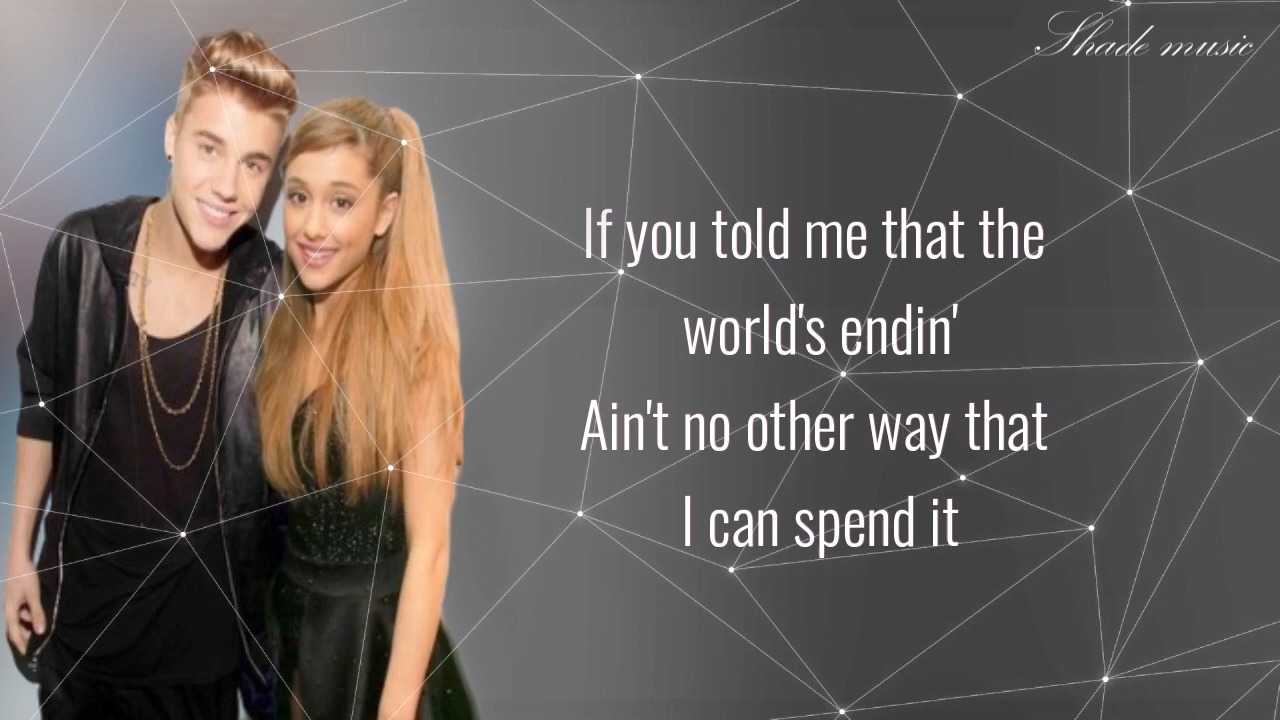 Shade music
If you told me that the
world's endin'
Ain't no other way that
I can spend it